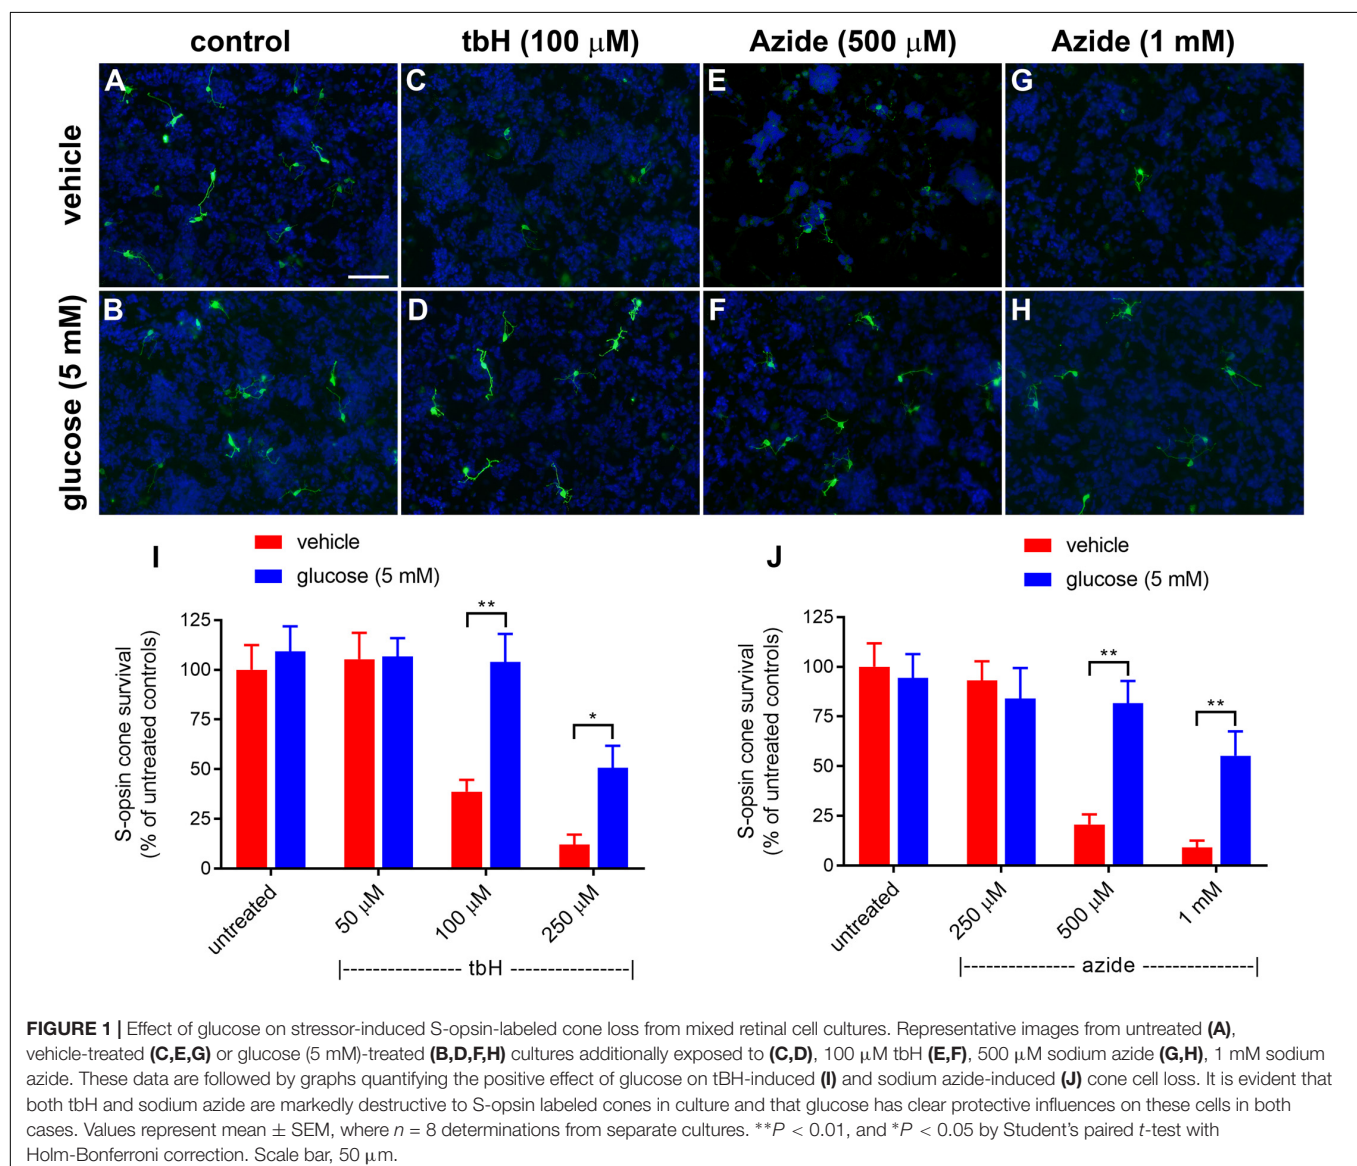 control
tbH (100 μM)
Azide (500 μM)
Azide (1 mM)
vehicle
A
C
E
G
glucose (5 mM)
B
D
F
H
I
vehicle
glucose (5 mM)
S-opsin cone survival
(% of untreated controls)
125
100
75
50
25
0
**
*
untreated
50 μM
100 μM
250 μM
|---------------- tbH ----------------|
J
vehicle
glucose (5 mM)
S-opsin cone survival
(% of untreated controls)
125
100
75
50
25
0
**
**
untreated
250 μM
500 μM
1 mM
|--------------- azide ---------------|
FIGURE 1 | Effect of glucose on stressor-induced S-opsin-labeled cone loss from mixed retinal cell cultures. Representative images from untreated (A),
vehicle-treated (C,E,G) or glucose (5 mM)-treated (B,D,F,H) cultures additionally exposed to (C,D), 100 μM tbH (E,F), 500 μM sodium azide (G,H), 1 mM sodium
azide. These data are followed by graphs quantifying the positive effect of glucose on tBH-induced (I) and sodium azide-induced (J) cone cell loss. It is evident that
both tbH and sodium azide are markedly destructive to S-opsin labeled cones in culture and that glucose has clear protective influences on these cells in both
cases. Values represent mean ± SEM, where n = 8 determinations from separate cultures. **P < 0.01, and *P < 0.05 by Student's paired t-test with
Holm-Bonferroni correction. Scale bar, 50 μm.